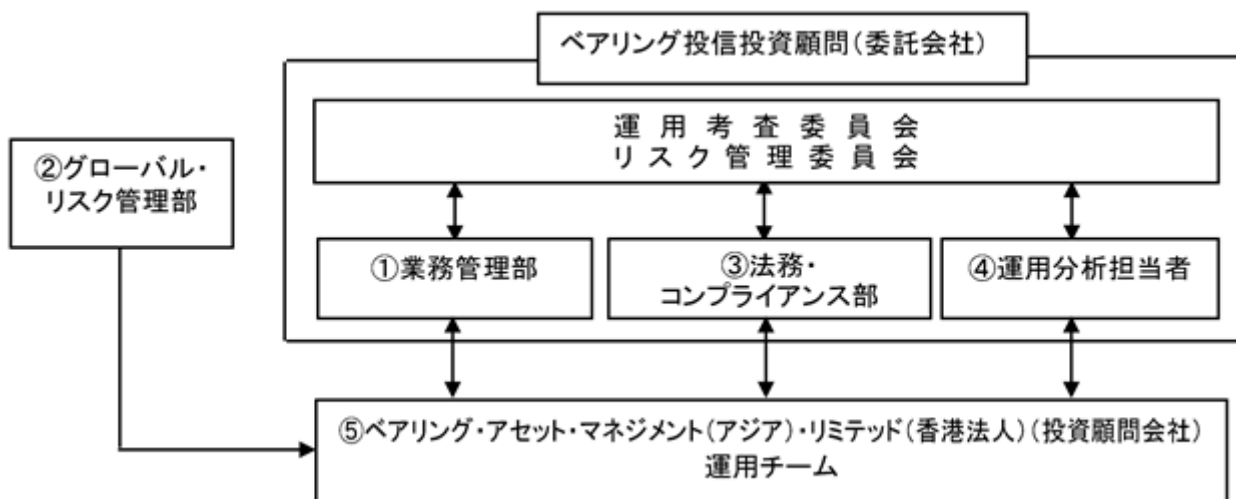 ベアリング投信投資顧問(委託会社)
運用考査委員会
リスク管理委員会
②グローバル・
リスク管理部
①業務管理部
③法務・
コンプライアンス部
④運用分析担当者
⑤ベアリング・アセット・マネジメント(アジア)・リミテッド(香港法人)(投資顧問会社)
運用チーム